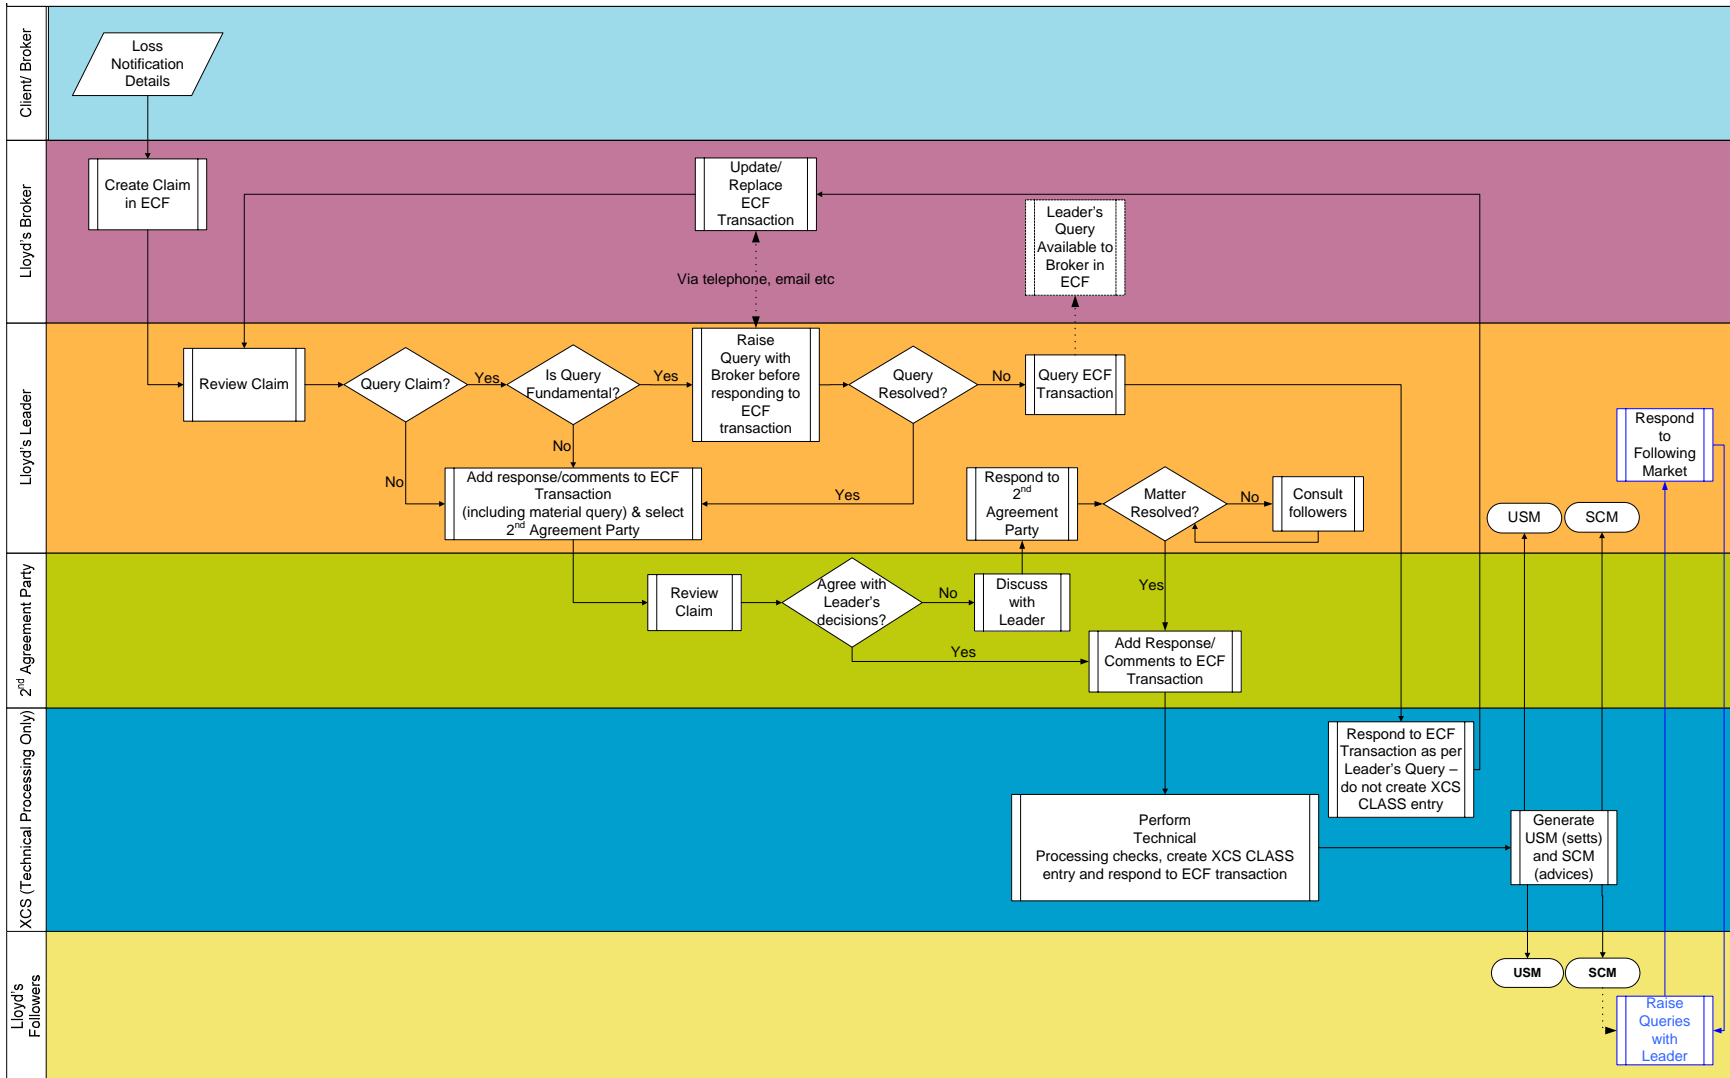 Client/ Broker
Loss
Notification
Details
Lloyd's Broker
Create Claim
in ECF
Update/
Replace
ECF
Transaction
Via telephone, email etc
Leader's
Query
Available to
Broker in
ECF
Lloyd's Leader
Review Claim
Query Claim?
Yes
Is Query
Fundamental?
Yes
Raise
Query with
Broker before
responding to
ECF
transaction
Query
Resolved?
No
Query ECF
Transaction
No
No
Yes
Add response/comments to ECF
Transaction
(including material query) & select
2nd Agreement Party
Respond to
2nd
Agreement
Party
Matter
Resolved?
No
Consult
followers
Respond
to
Following
Market
USM
SCM
2nd Agreement Party
Review
Claim
Agree with
Leader's
decisions?
No
Discuss
with
Leader
Yes
Yes
Add Response/
Comments to ECF
Transaction
XCS (Technical Processing Only)
Respond to ECF
Transaction as per
Leader's Query –
do not create XCS
CLASS entry
Perform
Technical
Processing checks, create XCS CLASS
entry and respond to ECF transaction
Generate
USM (setts)
and SCM
(advices)
Lloyd's
Followers
USM
SCM
Raise
Queries
with
Leader